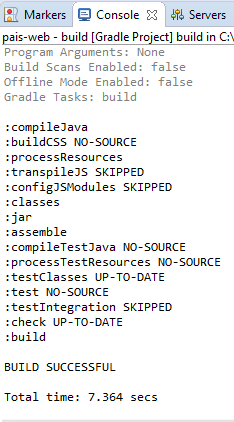 Markers Console Servers
pais-web - build [Gradle Project] build in C:\
Program Arguments: None
Build Scans Enabled: false
Offline Mode Enabled: false
Gradle Tasks: build
:compileJava
:buildCSS NO-SOURCE
:processResources
:transpileJS SKIPPED
:configJSModules SKIPPED
:classes
:jar
:assemble
:compileTestJava NO-SOURCE
:processTestResources NO-SOURCE
:testClasses UP-TO-DATE
:test NO-SOURCE
:testIntegration SKIPPED
:check UP-TO-DATE
:build
BUILD SUCCESSFUL
Total time: 7.364 secs